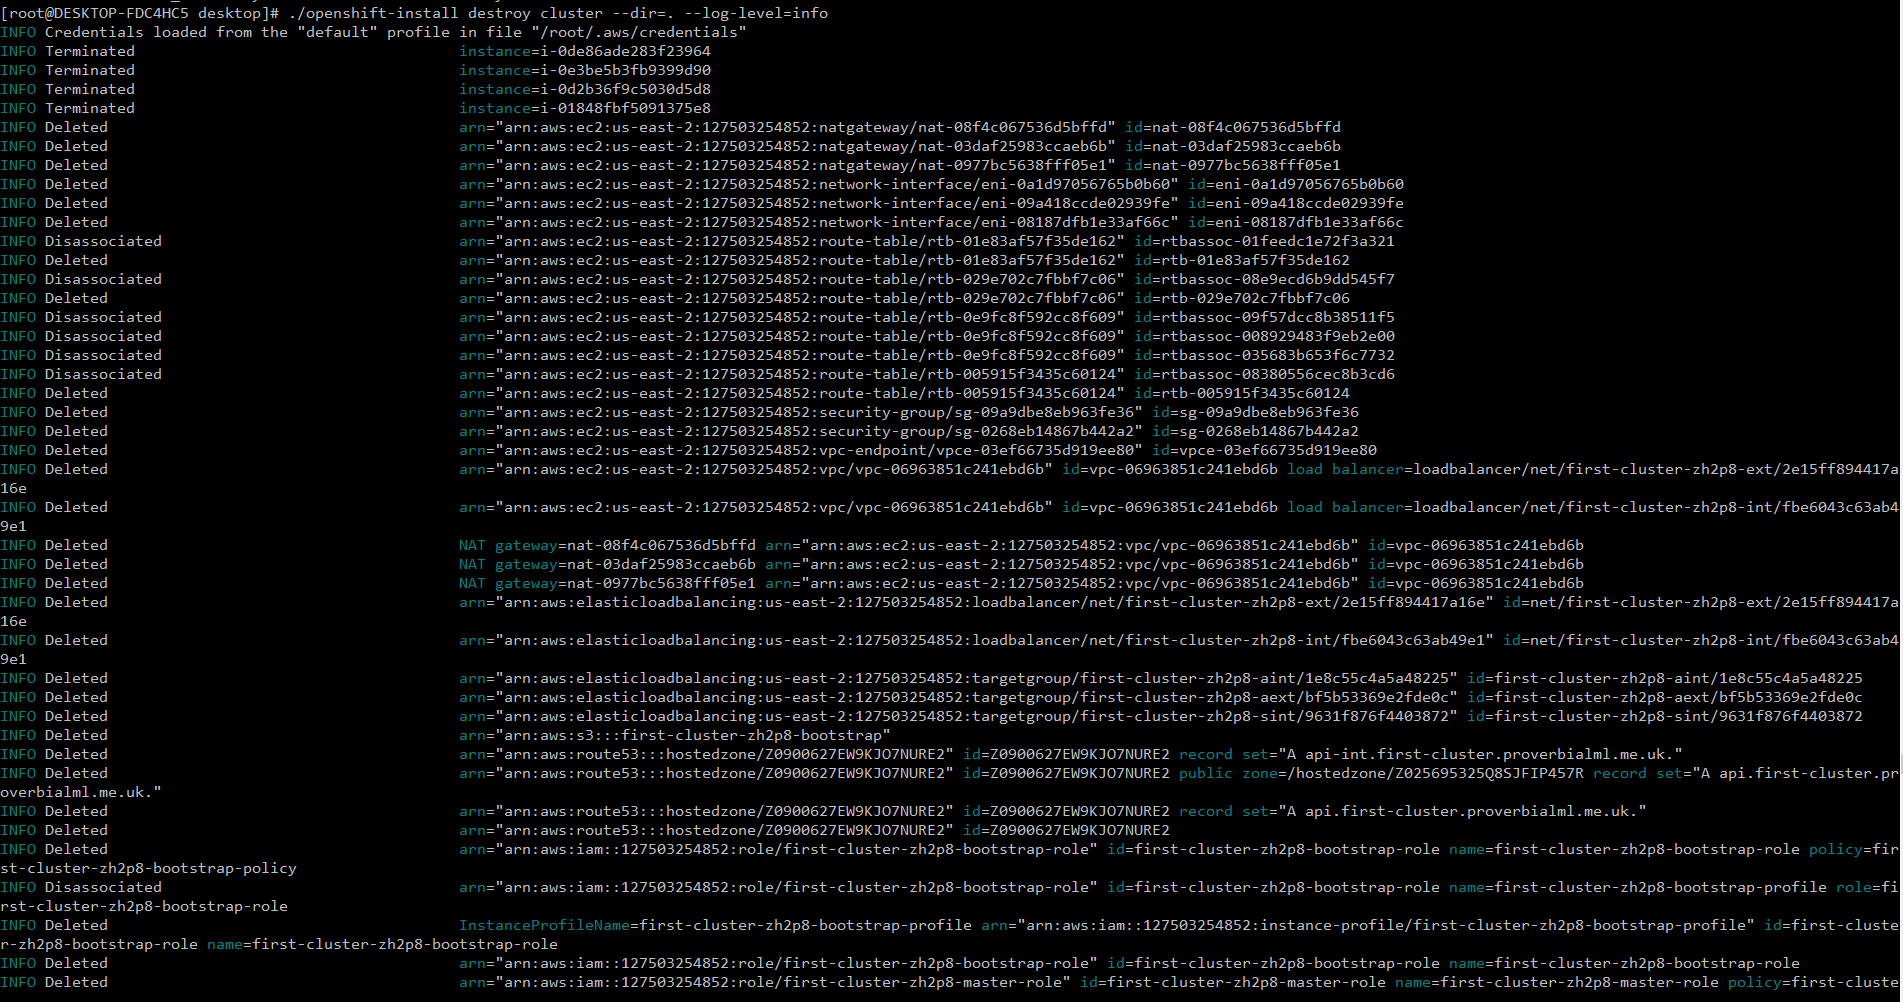 [root@DESKTOP-FDC4HC5 desktop]# ./openshift-install destroy cluster --dir=. --log-level=info
INFO Credentials loaded from the "default" profile in file "/root/.aws/credentials"
INFO Terminated instance=i-0de86ade283f23964
INFO Terminated instance=i-0e3be5b3fb9399d90
INFO Terminated instance=i-0d2b36f9c5030d5d8
INFO Terminated instance=i-01848fbf5091375e8
INFO Deleted arn="arn:aws:ec2:us-east-2:127503254852:natgateway/nat-08f4c067536d5bffd" id=nat-08f4c067536d5bffd
INFO Deleted arn="arn:aws:ec2:us-east-2:127503254852:natgateway/nat-03daf25983ccaeb6b" id=nat-03daf25983ccaeb6b
INFO Deleted arn="arn:aws:ec2:us-east-2:127503254852:natgateway/nat-0977bc5638fff05e1" id=nat-0977bc5638fff05e1
INFO Deleted arn="arn:aws:ec2:us-east-2:127503254852:network-interface/eni-0a1d97056765b0b60" id=eni-0a1d97056765b0b60
INFO Deleted arn="arn:aws:ec2:us-east-2:127503254852:network-interface/eni-09a418ccde02939fe" id=eni-09a418ccde02939fe
INFO Deleted arn="arn:aws:ec2:us-east-2:127503254852:network-interface/eni-08187dfb1e33af66c" id=eni-08187dfb1e33af66c
INFO Disassociated arn="arn:aws:ec2:us-east-2:127503254852:route-table/rtb-01e83af57f35de162" id=rtbassoc-01feedc1e72f3a321
INFO Deleted arn="arn:aws:ec2:us-east-2:127503254852:route-table/rtb-01e83af57f35de162" id=rtb-01e83af57f35de162
INFO Disassociated arn="arn:aws:ec2:us-east-2:127503254852:route-table/rtb-029e702c7fbbf7c06" id=rtbassoc-08e9ecd6b9dd545f7
INFO Deleted arn="arn:aws:ec2:us-east-2:127503254852:route-table/rtb-029e702c7fbbf7c06" id=rtb-029e702c7fbbf7c06
INFO Disassociated arn="arn:aws:ec2:us-east-2:127503254852:route-table/rtb-0e9fc8f592cc8f609" id=rtbassoc-09f57dcc8b38511f5
INFO Disassociated arn="arn:aws:ec2:us-east-2:127503254852:route-table/rtb-0e9fc8f592cc8f609" id=rtbassoc-008929483f9eb2e00
INFO Disassociated arn="arn:aws:ec2:us-east-2:127503254852:route-table/rtb-0e9fc8f592cc8f609" id=rtbassoc-035683b653f6c7732
INFO Disassociated arn="arn:aws:ec2:us-east-2:127503254852:route-table/rtb-005915f3435c60124" id=rtbassoc-08380556cec8b3cd6
INFO Deleted arn="arn:aws:ec2:us-east-2:127503254852:route-table/rtb-005915f3435c60124" id=rtb-005915f3435c60124
INFO Deleted arn="arn:aws:ec2:us-east-2:127503254852:security-group/sg-09a9dbe8eb963fe36" id=sg-09a9dbe8eb963fe36
INFO Deleted arn="arn:aws:ec2:us-east-2:127503254852:security-group/sg-0268eb14867b442a2" id=sg-0268eb14867b442a2
INFO Deleted arn="arn:aws:ec2:us-east-2:127503254852:vpc-endpoint/vpce-03ef66735d919ee80" id=vpce-03ef66735d919ee80
INFO Deleted arn="arn:aws:ec2:us-east-2:127503254852:vpc/vpc-06963851c241ebd6b" id=vpc-06963851c241ebd6b load balancer=loadbalancer/net/first-cluster-zh2p8-ext/2e15ff894417a
16e
INFO Deleted arn="arn:aws:ec2:us-east-2:127503254852:vpc/vpc-06963851c241ebd6b" id=vpc-06963851c241ebd6b load balancer=loadbalancer/net/first-cluster-zh2p8-int/fbe6043c63ab4
9e1
INFO Deleted NAT gateway=nat-08f4c067536d5bffd arn="arn:aws:ec2:us-east-2:127503254852:vpc/vpc-06963851c241ebd6b" id=vpc-06963851c241ebd6b
INFO Deleted NAT gateway=nat-03daf25983ccaeb6b arn="arn:aws:ec2:us-east-2:127503254852:vpc/vpc-06963851c241ebd6b" id=vpc-06963851c241ebd6b
INFO Deleted NAT gateway=nat-0977bc5638fff05e1 arn="arn:aws:ec2:us-east-2:127503254852:vpc/vpc-06963851c241ebd6b" id=vpc-06963851c241ebd6b
INFO Deleted arn="arn:aws:elasticloadbalancing:us-east-2:127503254852:loadbalancer/net/first-cluster-zh2p8-ext/2e15ff894417a16e" id=net/first-cluster-zh2p8-ext/2e15ff894417a
16e
INFO Deleted arn="arn:aws:elasticloadbalancing:us-east-2:127503254852:loadbalancer/net/first-cluster-zh2p8-int/fbe6043c63ab49e1" id=net/first-cluster-zh2p8-int/fbe6043c63ab4
9e1
INFO Deleted arn="arn:aws:elasticloadbalancing:us-east-2:127503254852:targetgroup/first-cluster-zh2p8-aint/1e8c55c4a5a48225" id=first-cluster-zh2p8-aint/1e8c55c4a5a48225
INFO Deleted arn="arn:aws:elasticloadbalancing:us-east-2:127503254852:targetgroup/first-cluster-zh2p8-aext/bf5b53369e2fde0c" id=first-cluster-zh2p8-aext/bf5b53369e2fde0c
INFO Deleted arn="arn:aws:elasticloadbalancing:us-east-2:127503254852:targetgroup/first-cluster-zh2p8-sint/9631f876f4403872" id=first-cluster-zh2p8-sint/9631f876f4403872
INFO Deleted arn="arn:aws:s3:::first-cluster-zh2p8-bootstrap"
INFO Deleted arn="arn:aws:route53:::hostedzone/Z0900627EW9KJO7NURE2" id=Z0900627EW9KJO7NURE2 record set="A api-int.first-cluster.proverbialml.me.uk."
INFO Deleted arn="arn:aws:route53:::hostedzone/Z0900627EW9KJO7NURE2" id=Z0900627EW9KJO7NURE2 public zone=/hostedzone/Z025695325Q8SJFIP457R record set="A api.first-cluster.pr
overbialml.me.uk."
INFO Deleted arn="arn:aws:route53:::hostedzone/Z0900627EW9KJO7NURE2" id=Z0900627EW9KJO7NURE2 record set="A api.first-cluster.proverbialml.me.uk."
INFO Deleted arn="arn:aws:route53:::hostedzone/Z0900627EW9KJO7NURE2" id=Z0900627EW9KJO7NURE2
INFO Deleted arn="arn:aws:iam::127503254852:role/first-cluster-zh2p8-bootstrap-role" id=first-cluster-zh2p8-bootstrap-role name=first-cluster-zh2p8-bootstrap-role policy=fir
st-cluster-zh2p8-bootstrap-policy
INFO Disassociated arn="arn:aws:iam::127503254852:role/first-cluster-zh2p8-bootstrap-role" id=first-cluster-zh2p8-bootstrap-role name=first-cluster-zh2p8-bootstrap-profile role=fi
rst-cluster-zh2p8-bootstrap-role
INFO Deleted InstanceProfileName=first-cluster-zh2p8-bootstrap-profile arn="arn:aws:iam::127503254852:instance-profile/first-cluster-zh2p8-bootstrap-profile" id=first-cluste
r-zh2p8-bootstrap-role name=first-cluster-zh2p8-bootstrap-role
INFO Deleted arn="arn:aws:iam::127503254852:role/first-cluster-zh2p8-bootstrap-role" id=first-cluster-zh2p8-bootstrap-role name=first-cluster-zh2p8-bootstrap-role
INFO Deleted arn="arn:aws:iam::127503254852:role/first-cluster-zh2p8-master-role" id=first-cluster-zh2p8-master-role name=first-cluster-zh2p8-master-role policy=first-cluste